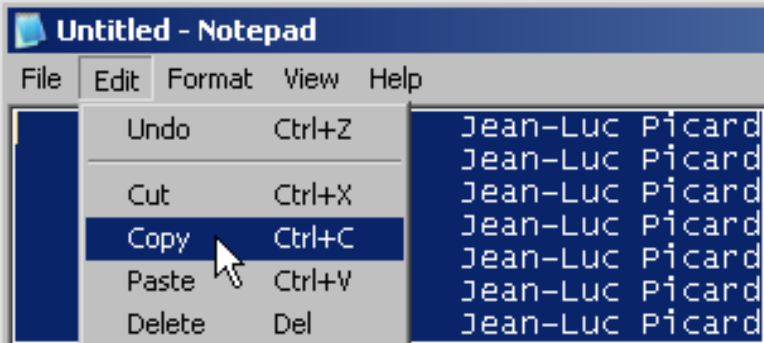 Untitled - Notepad
File Edit Format View Help
Undo Ctrl+Z Jean-Luc Picard
Jean-Luc Picard
Cut Ctrl+X Jean-Luc Picard
Copy Ctrl+C Jean-Luc Picard
Jean-Luc Picard
Paste Ctrl+V Jean-Luc Picard
Delete Del Jean-Luc Picard